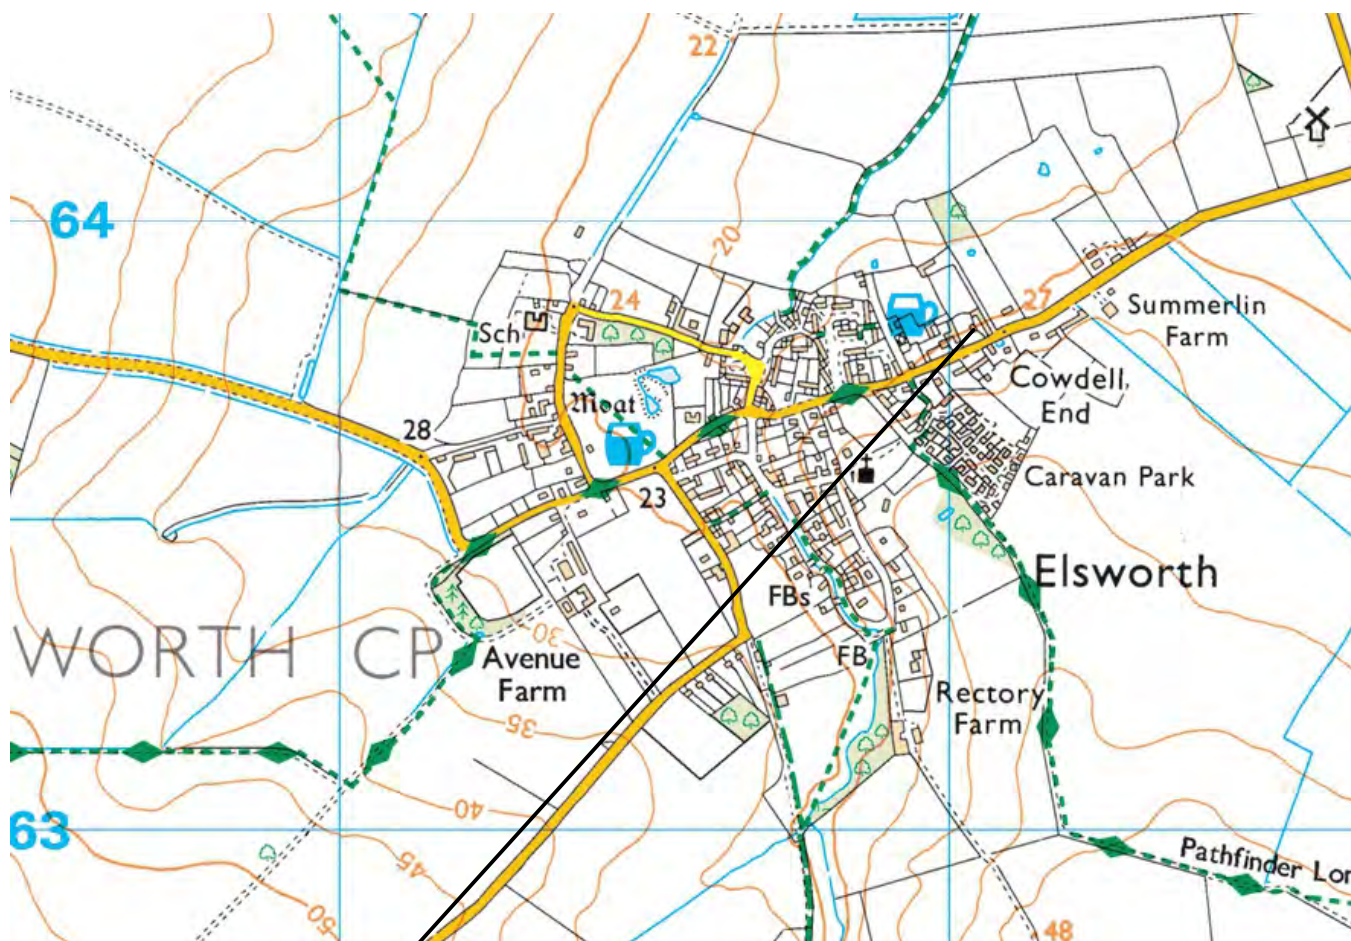 22
64
20
24
27
Sch
Summerlin
Farm
Moat
Cowdell
End
28
23
Caravan Park
Elsworth
FBs
WORTH CP
30
FB
Avenue
Farm
Rectory
Farm
35
40
63
45
Pathfinder Lon
50
48